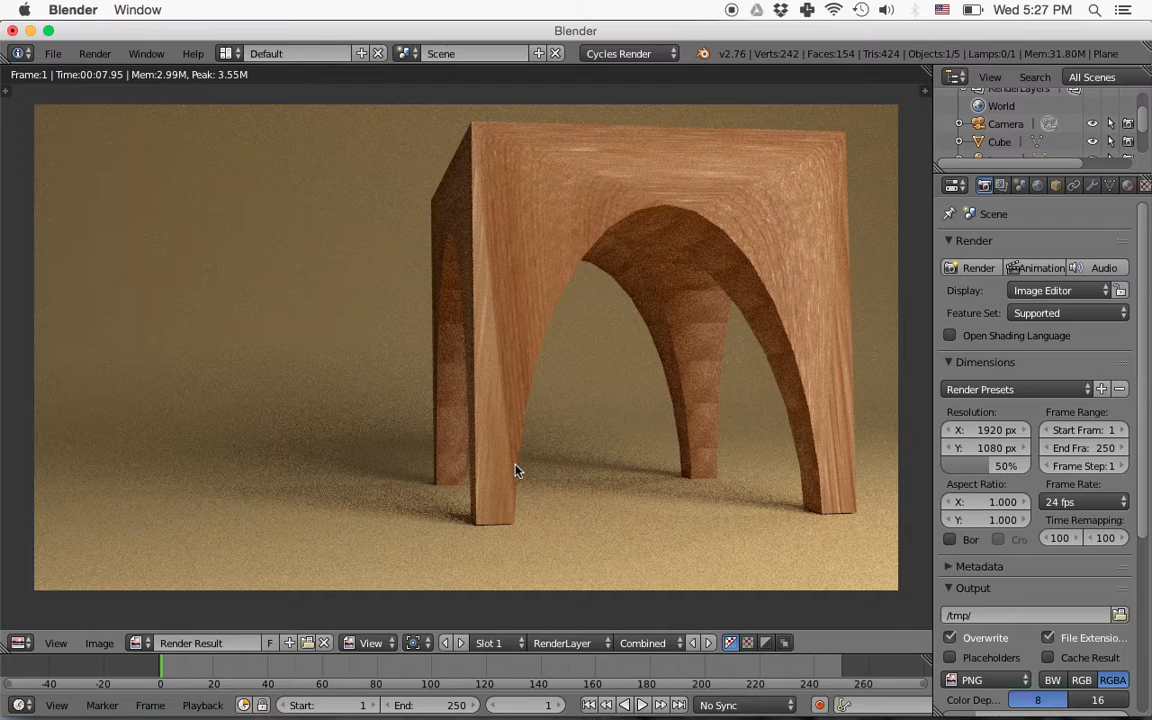 Blender Window Wed 5:27 PM
Blender
File Render Window Help Default Scene Cycles Render v2.76 | Verts:242 | Faces:154 | Tris:424 | Objects:1/5 | Lamps:0/1 | Mem:31.80M | Plane
Frame:1 | Time:00:07.95 | Mem:2.99M, Peak: 3.55M
View Search All Scenes
RenderLayers
World
Camera
Cube
Scene
Render
Render Animation Audio
Display: Image Editor
Feature Set: Supported
Open Shading Language
Dimensions
Render Presets
Resolution: Frame Range:
X: 1920 px Start Fram: 1
Y: 1080 px End Fra: 250
50% Frame Step: 1
Aspect Ratio: Frame Rate:
X: 1.000 24 fps
Y: 1.000 Time Remapping:
Bor Cro 100 100
Metadata
Output
/tmp/
Overwrite File Extensio...
Placeholders Cache Result
PNG BW RGB RGBA
Color Dep... 8 16
View Image Render Result F View Slot 1 RenderLayer Combined
-40 -20 0 20 40 60 80 100 120 140 160 180 200 220 240 260
View Marker Frame Playback Start: 1 End: 250 1 No Sync